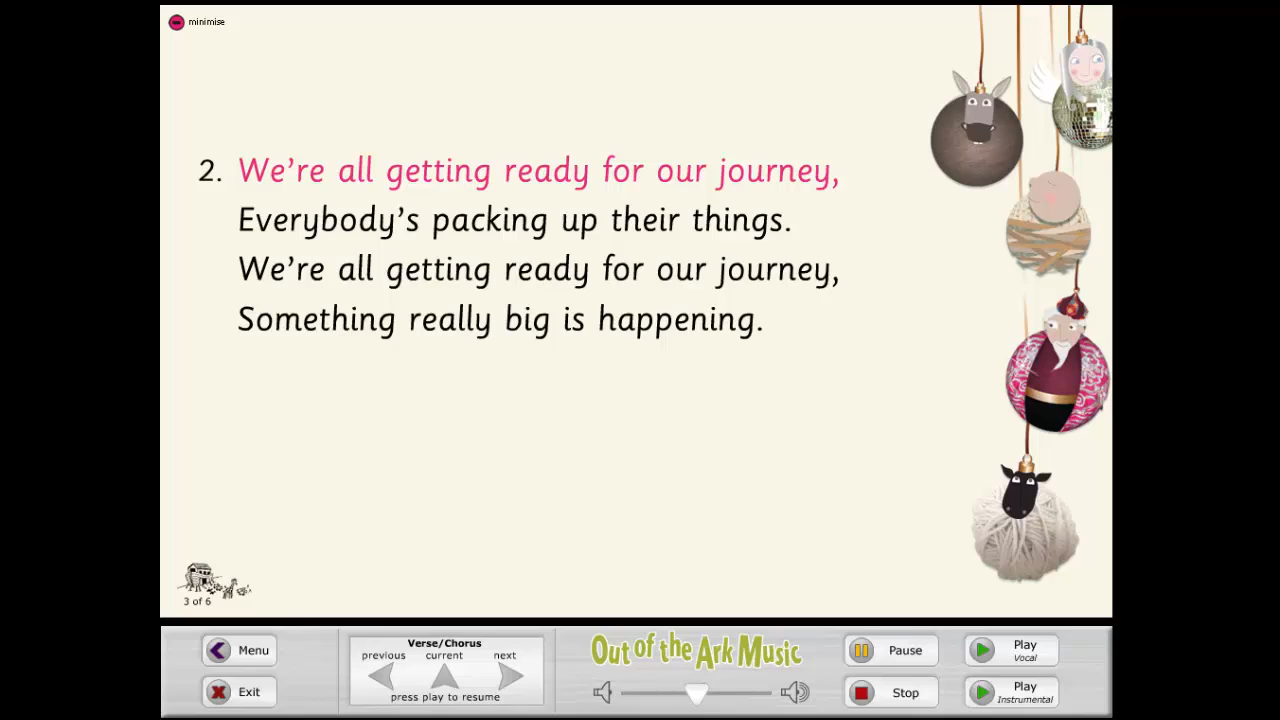 minimise
2. We're all getting ready for our journey,
Everybody's packing up their things.
We're all getting ready for our journey,
Something really big is happening.
3 of 6
Menu
Exit
Verse/Chorus
previous current next
press play to resume
Out of the Ark Music
Pause
Stop
Play
Vocal
Play
Instrumental